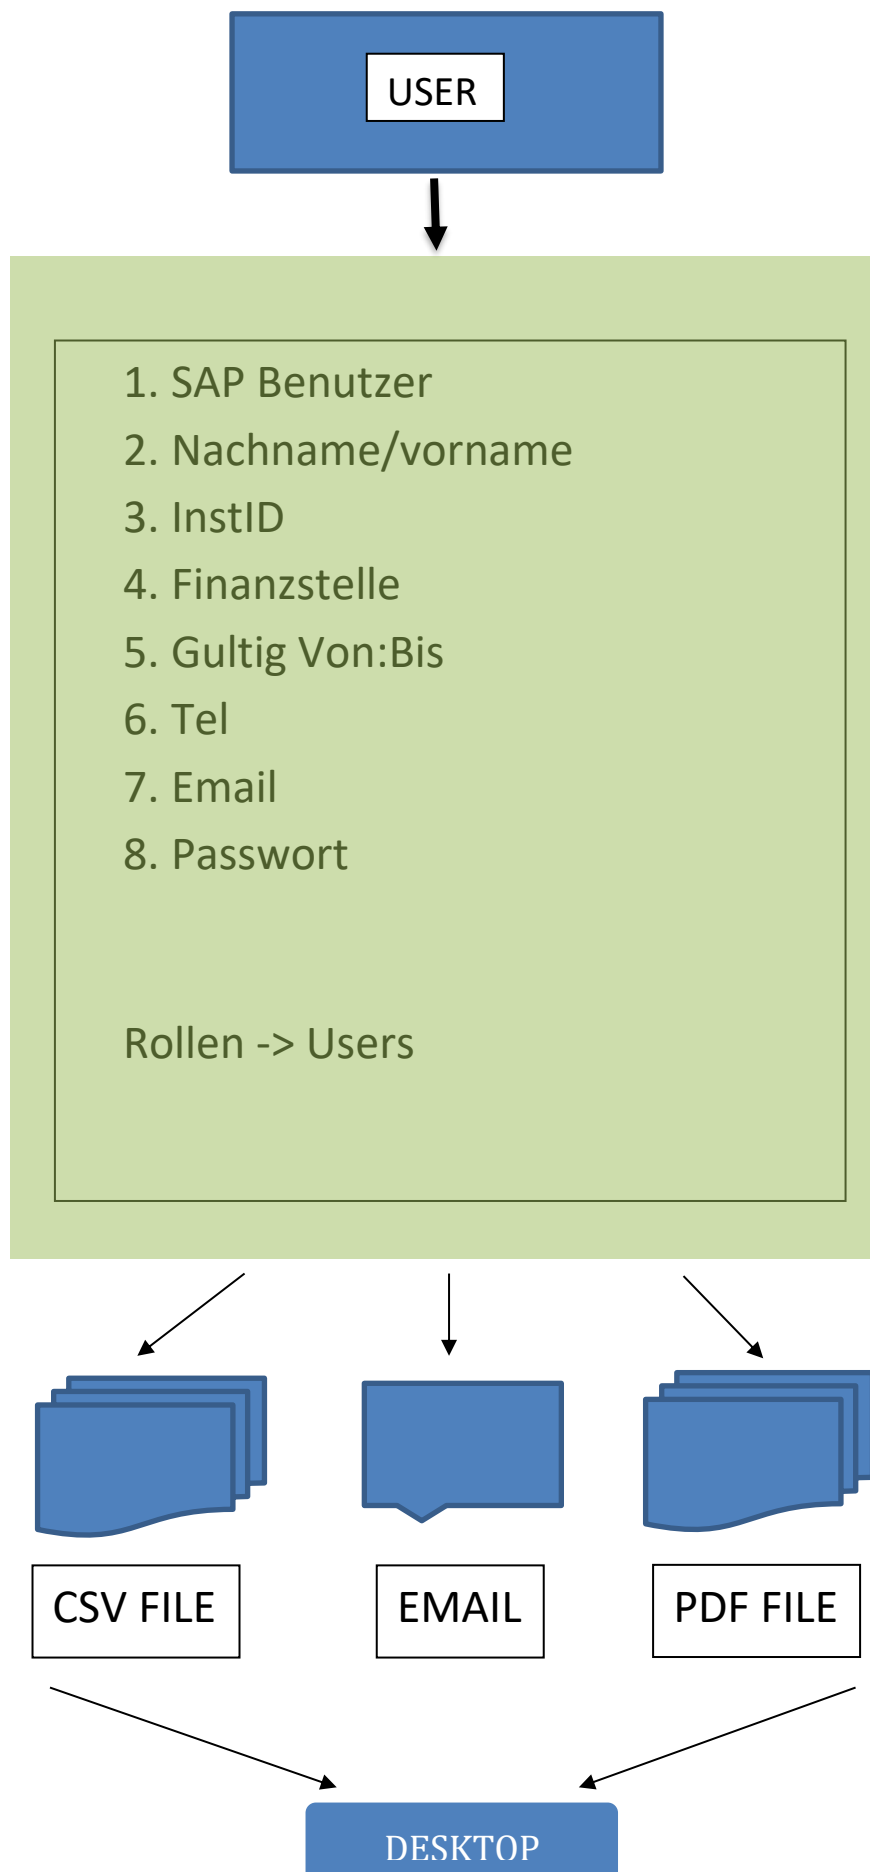 USER
1. SAP Benutzer
2. Nachname/vorname
3. InstID
4. Finanzstelle
5. Gultig Von:Bis
6. Tel
7. Email
8. Passwort
Rollen -> Users
CSV FILE
EMAIL
PDF FILE
DESKTOP